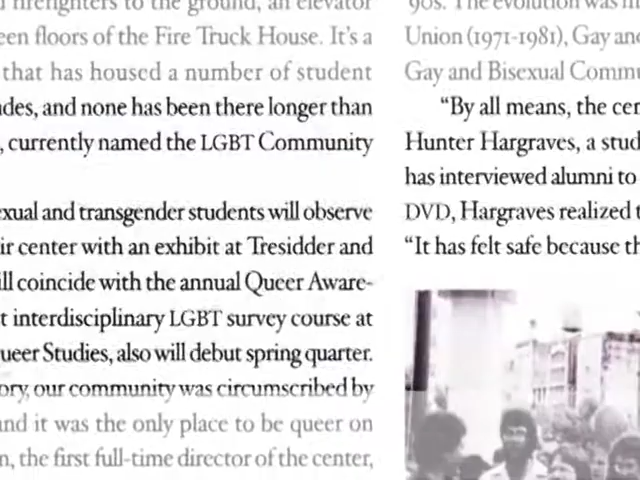 firefighters to the ground, an elevator
een floors of the Fire Truck House. It's a
that has housed a number of student
des, and none has been there longer than
, currently named the LGBT Community
exual and transgender students will observe
ir center with an exhibit at Tresidder and
ill coincide with the annual Queer Aware-
t interdisciplinary LGBT survey course at
ueer Studies, also will debut spring quarter.
ory, our community was circumscribed by
and it was the only place to be queer on
n, the first full-time director of the center,
90s. The evolution was
Union (1971-1981), Gay and
Gay and Bisexual Commu
"By all means, the cen
Hunter Hargraves, a stud
has interviewed alumni to
DVD, Hargraves realized t
"It has felt safe because th